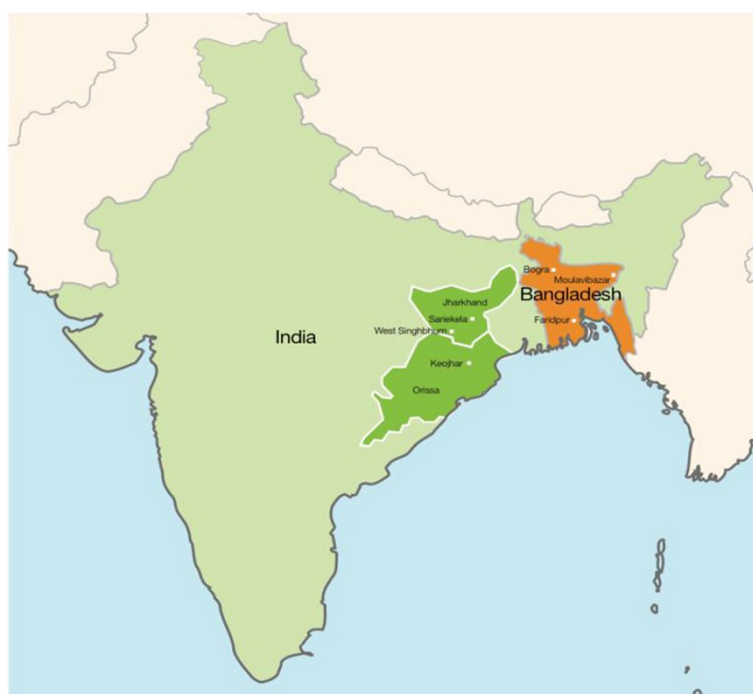 Bogra
Moulavibazar
Bangladesh
Jharkhand
Sariekela
Faridpur
West Singhbhum
India
Keojhar
Orissa